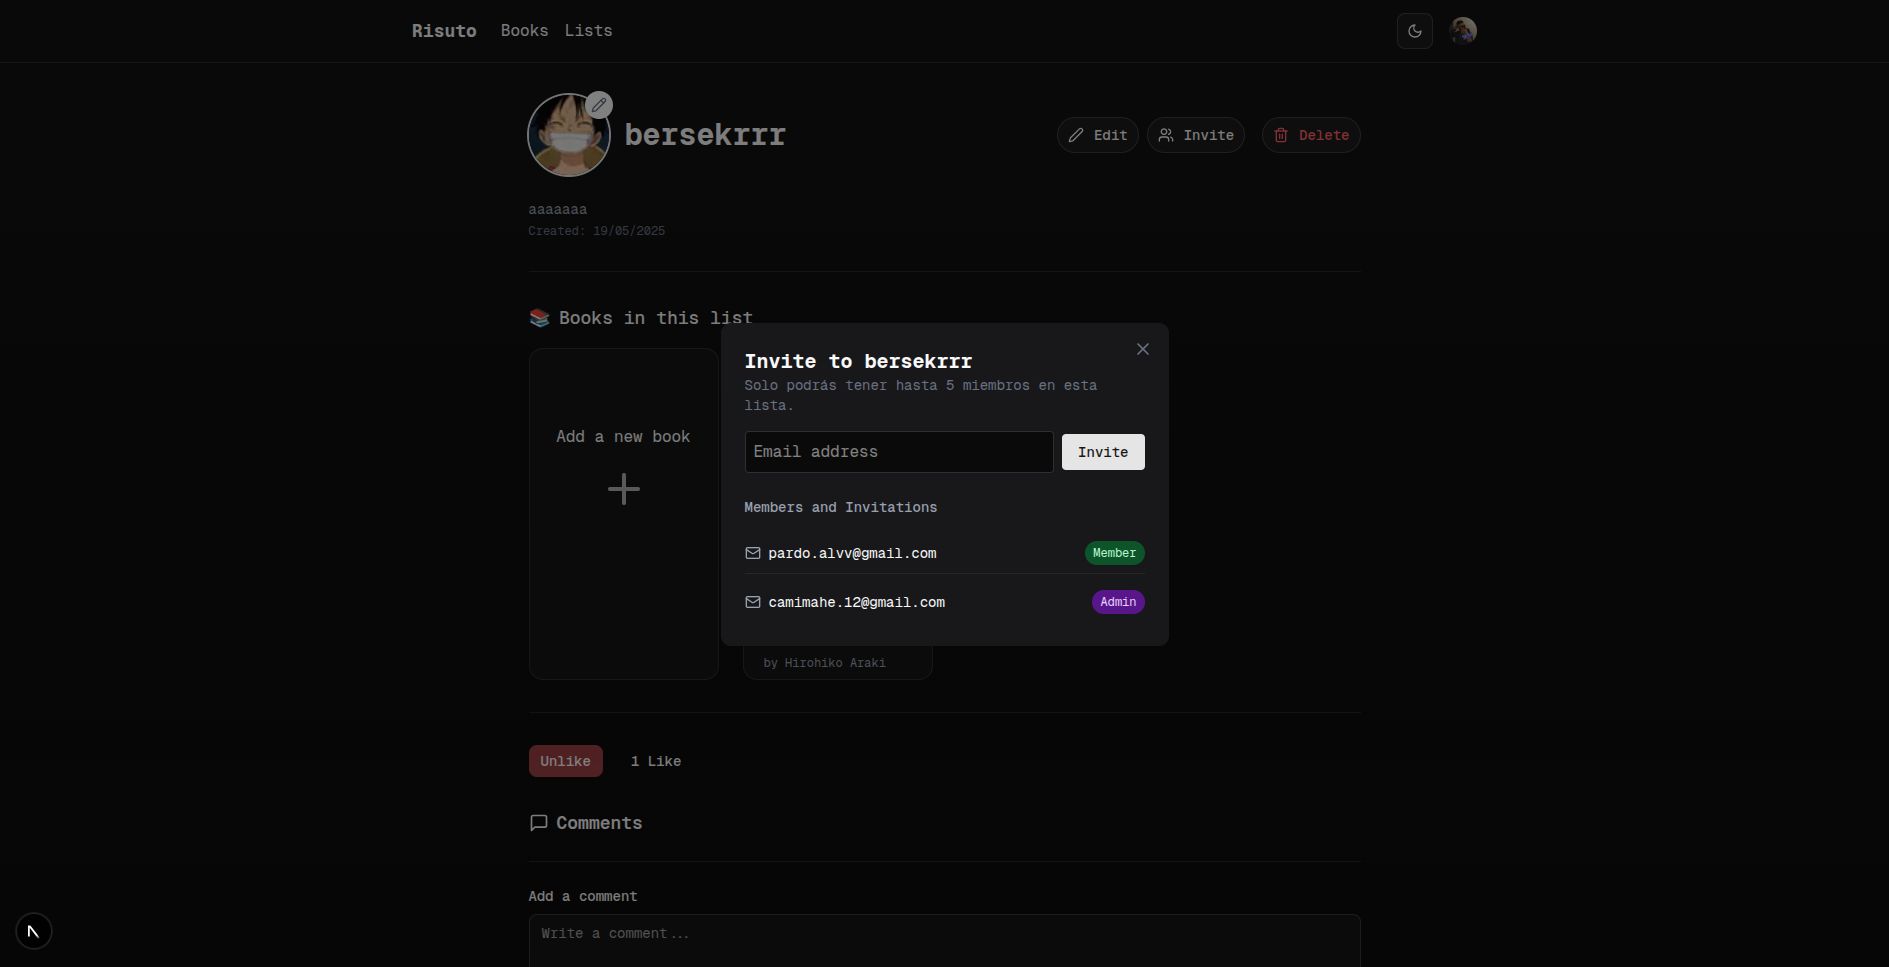 Risuto Books Lists
bersekrrr
Edit Invite Delete
aaaaaaa
Created: 19/05/2025
📚 Books in this list
Add a new book
by Hirohiko Araki
Invite to bersekrrr
Solo podrás tener hasta 5 miembros en esta
lista.
Email address Invite
Members and Invitations
pardo.alvv@gmail.com Member
camimahe.12@gmail.com Admin
Unlike 1 Like
Comments
Add a comment
Write a comment...